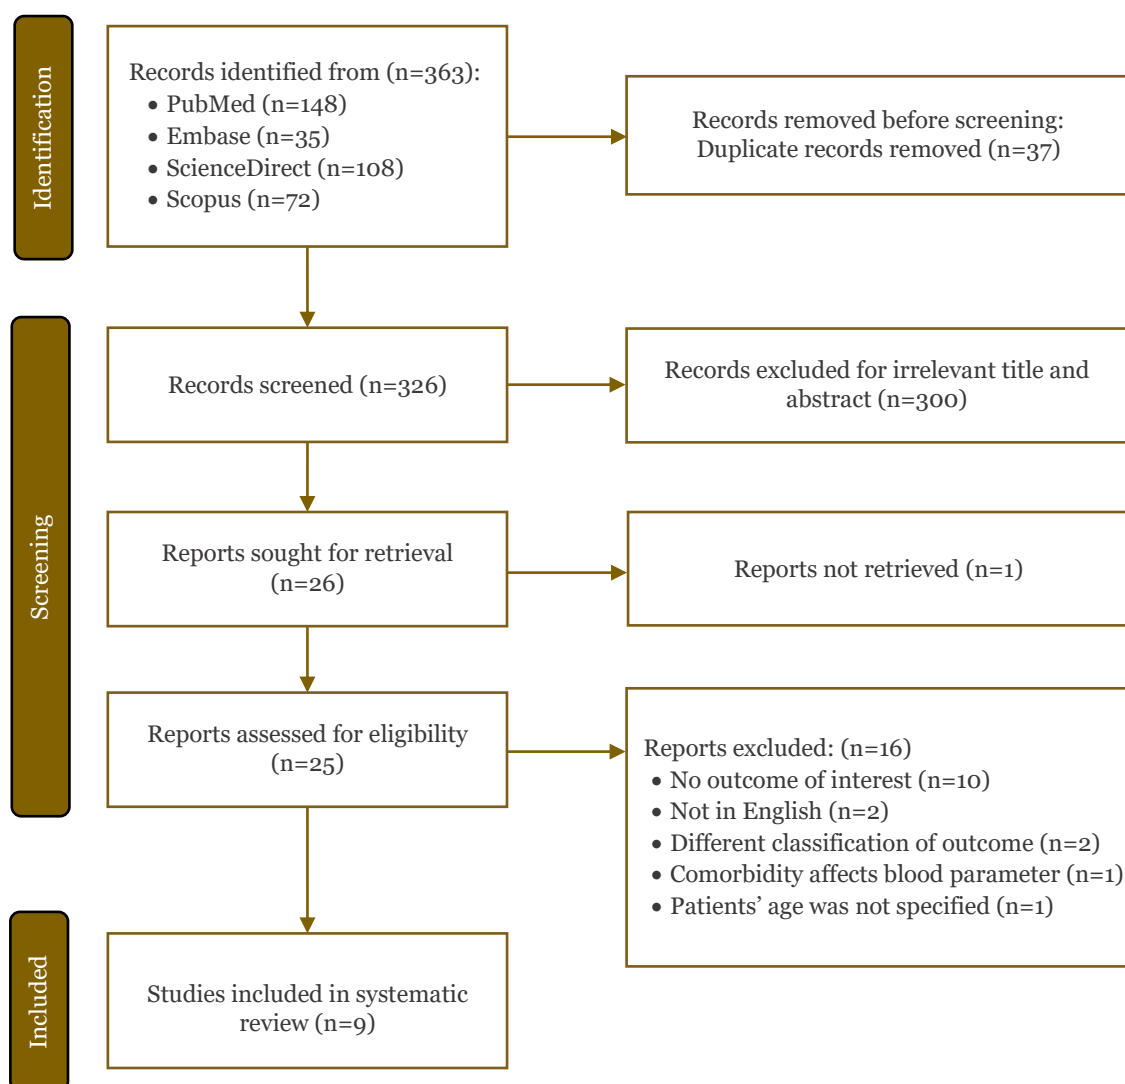 Identification
Records identified from (n=363):
• PubMed (n=148)
• Embase (n=35)
• ScienceDirect (n=108)
• Scopus (n=72)
Records removed before screening:
Duplicate records removed (n=37)
Screening
Records screened (n=326)
Records excluded for irrelevant title and
abstract (n=300)
Reports sought for retrieval
(n=26)
Reports not retrieved (n=1)
Reports assessed for eligibility
(n=25)
Reports excluded: (n=16)
• No outcome of interest (n=10)
• Not in English (n=2)
• Different classification of outcome (n=2)
• Comorbidity affects blood parameter (n=1)
• Patients’ age was not specified (n=1)
Included
Studies included in systematic
review (n=9)